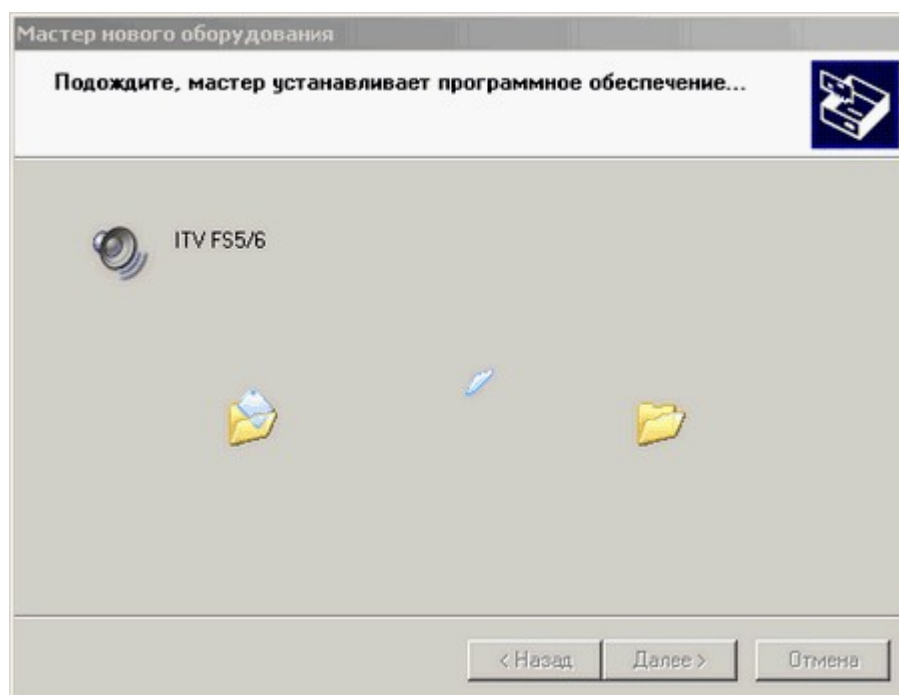 Мастер нового оборудования
Подождите, мастер устанавливает программное обеспечение...
ITV FS5/6
< Назад
Далее >
Отмена